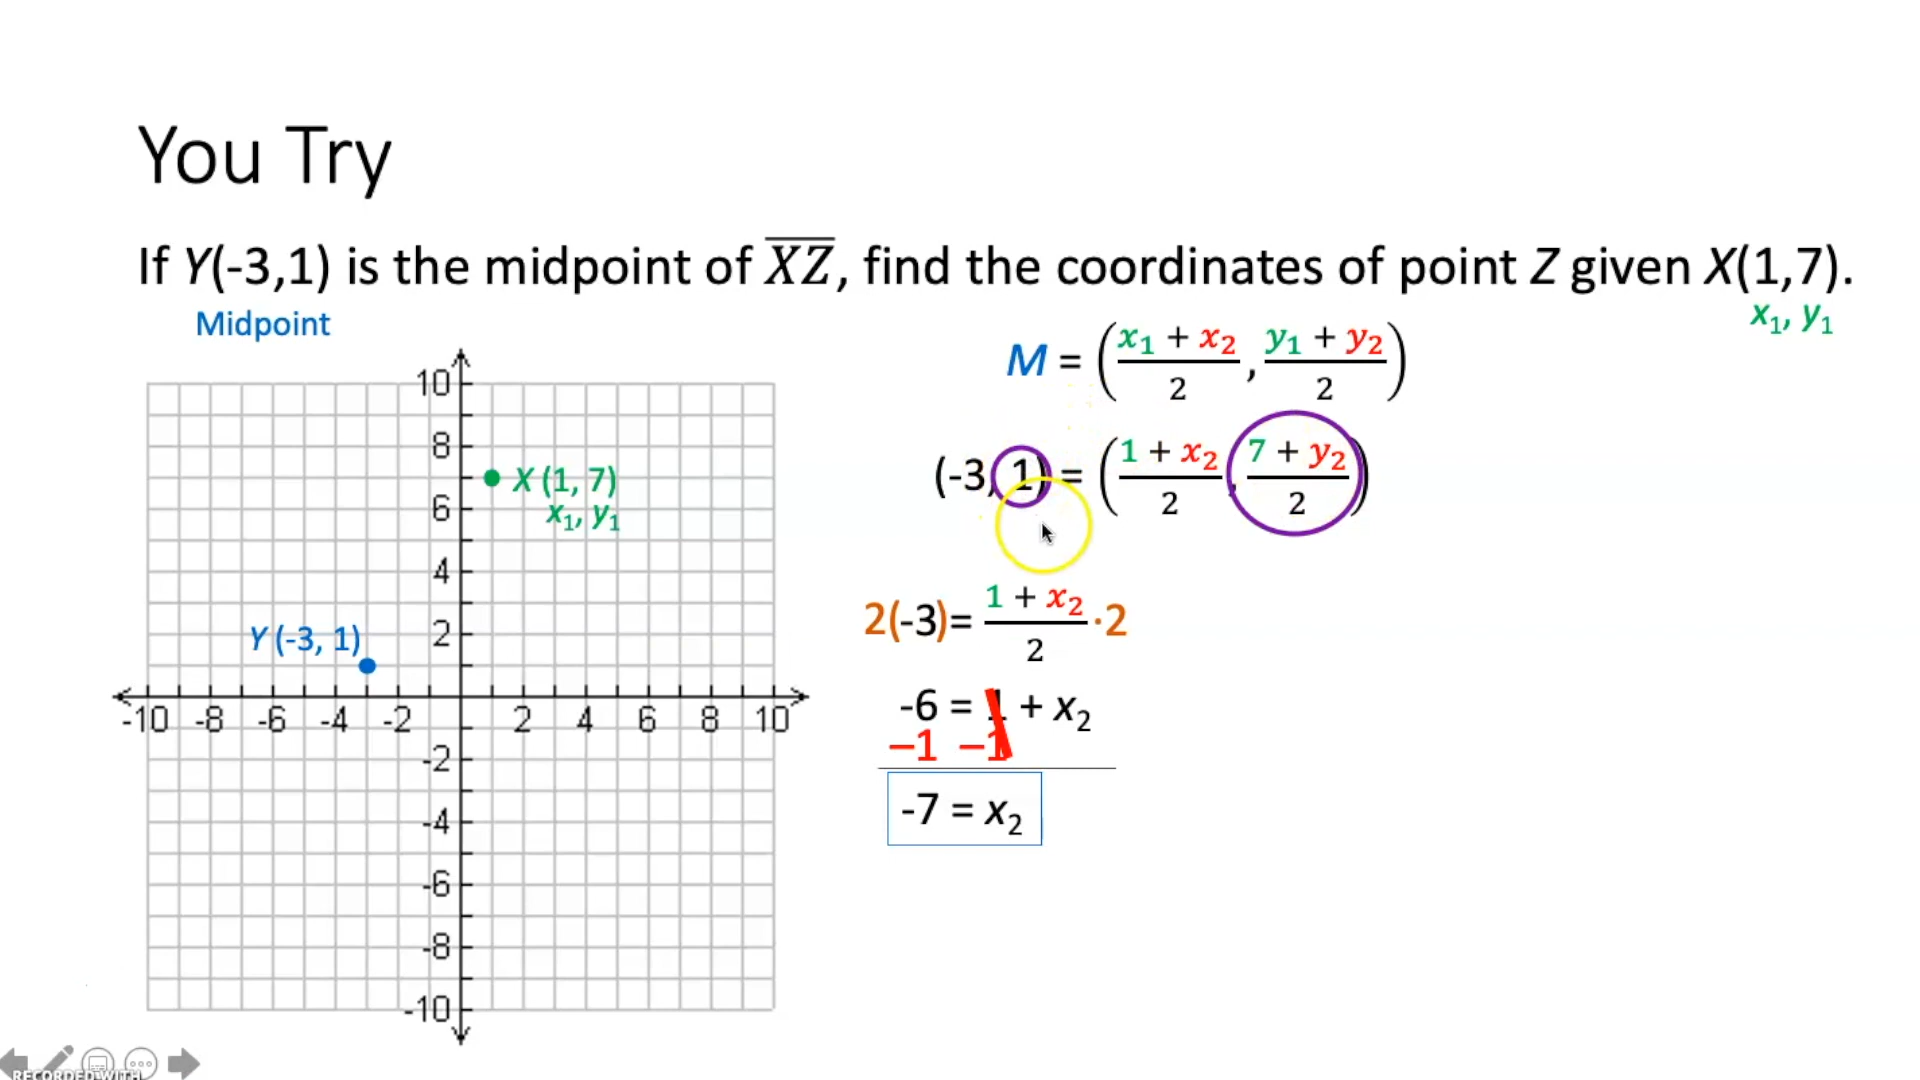 You Try
If Y(-3,1) is the midpoint of X̅Z̅, find the coordinates of point Z given X(1,7).
Midpoint
x₁, y₁
M = ((x₁ + x₂)/2, (y₁ + y₂)/2)
(-3, 1) = ((1 + x₂)/2, (7 + y₂)/2)
2(-3)= (1 + x₂)/2 ·2
-6 = 1 + x₂
–1 –1
-7 = x₂
10
8
X (1, 7)
x₁, y₁
6
4
Y (-3, 1)
2
-10 -8 -6 -4 -2 2 4 6 8 10
-2
-4
-6
-8
-10
RECORDED WITH